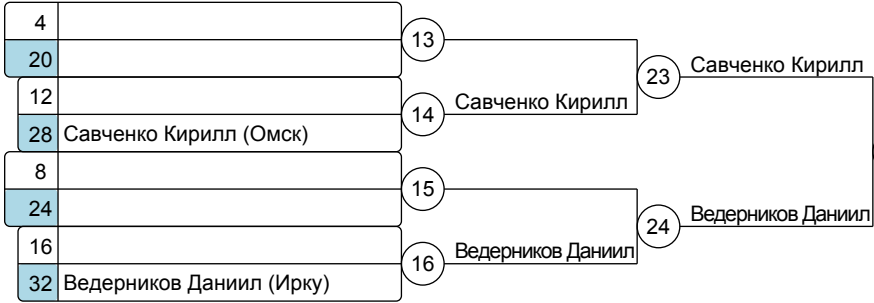 4
13
20
23 Савченко Кирилл
12
14 Савченко Кирилл
28 Савченко Кирилл (Омск)
8
15
24
24 Ведерников Даниил
16
16 Ведерников Даниил
32 Ведерников Даниил (Ирку)